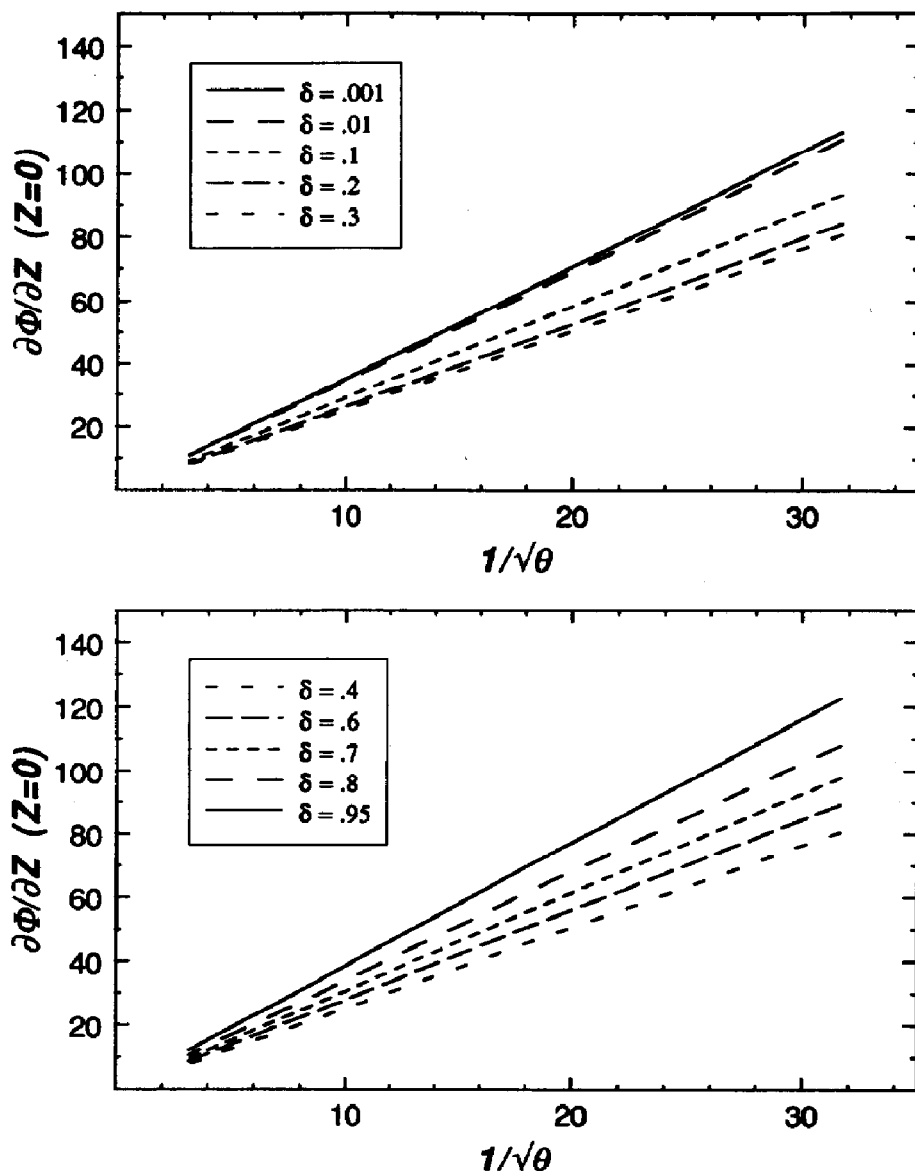 140
120
100
80
60
40
20
∂Φ/∂Z (Z=0)
δ = .001
δ = .01
δ = .1
δ = .2
δ = .3
10 20 30
1/√θ
140
120
100
80
60
40
20
∂Φ/∂Z (Z=0)
δ = .4
δ = .6
δ = .7
δ = .8
δ = .95
10 20 30
1/√θ